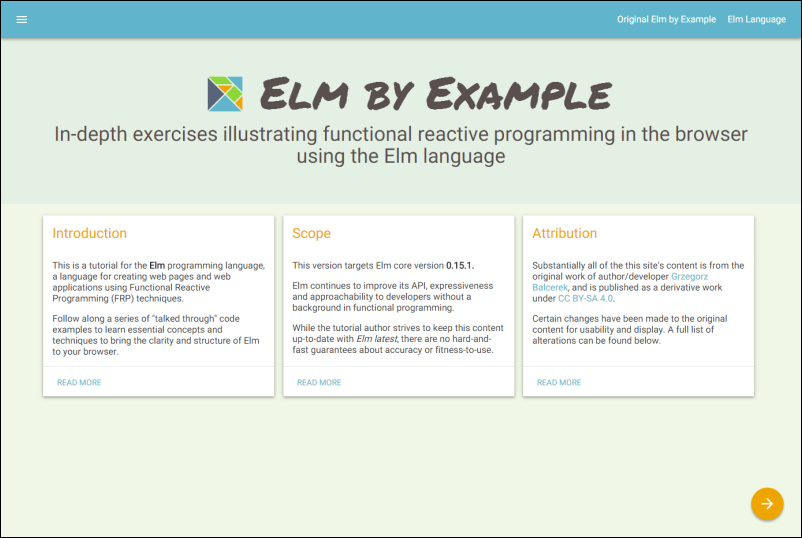 Original Elm by Example Elm Language
Elm by Example
In-depth exercises illustrating functional reactive programming in the browser
using the Elm language
Introduction
This is a tutorial for the Elm programming language,
a language for creating web pages and web
applications using Functional Reactive
Programming (FRP) techniques.
Follow along a series of "talked through" code
examples to learn essential concepts and
techniques to bring the clarity and structure of Elm
to your browser.
READ MORE
Scope
This version targets Elm core version 0.15.1.
Elm continues to improve its API, expressiveness
and approachability to developers without a
background in functional programming.
While the tutorial author strives to keep this content
up-to-date with Elm latest, there are no hard-and-
fast guarantees about accuracy or fitness-to-use.
READ MORE
Attribution
Substantially all of the this site's content is from the
original work of author/developer Grzegorz
Balcerek, and is published as a derivative work
under CC BY-SA 4.0.
Certain changes have been made to the original
content for usability and display. A full list of
alterations can be found below.
READ MORE